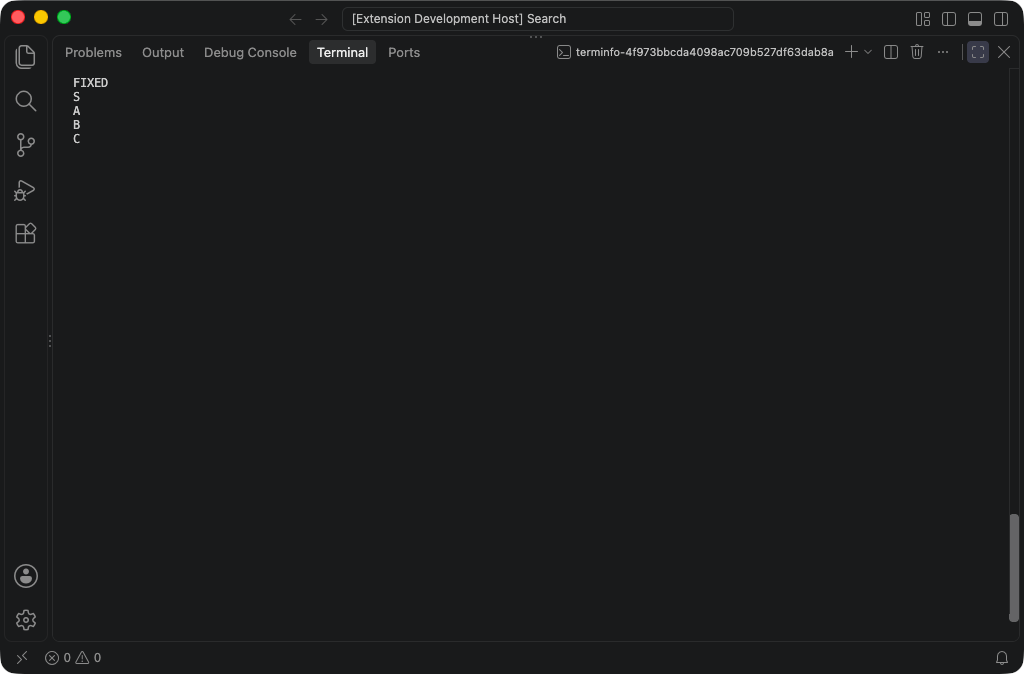 [Extension Development Host] Search
Problems Output Debug Console Terminal Ports
terminfo-4f973bbcda4098ac709b527df63dab8a
FIXED
S
A
B
C
0 0